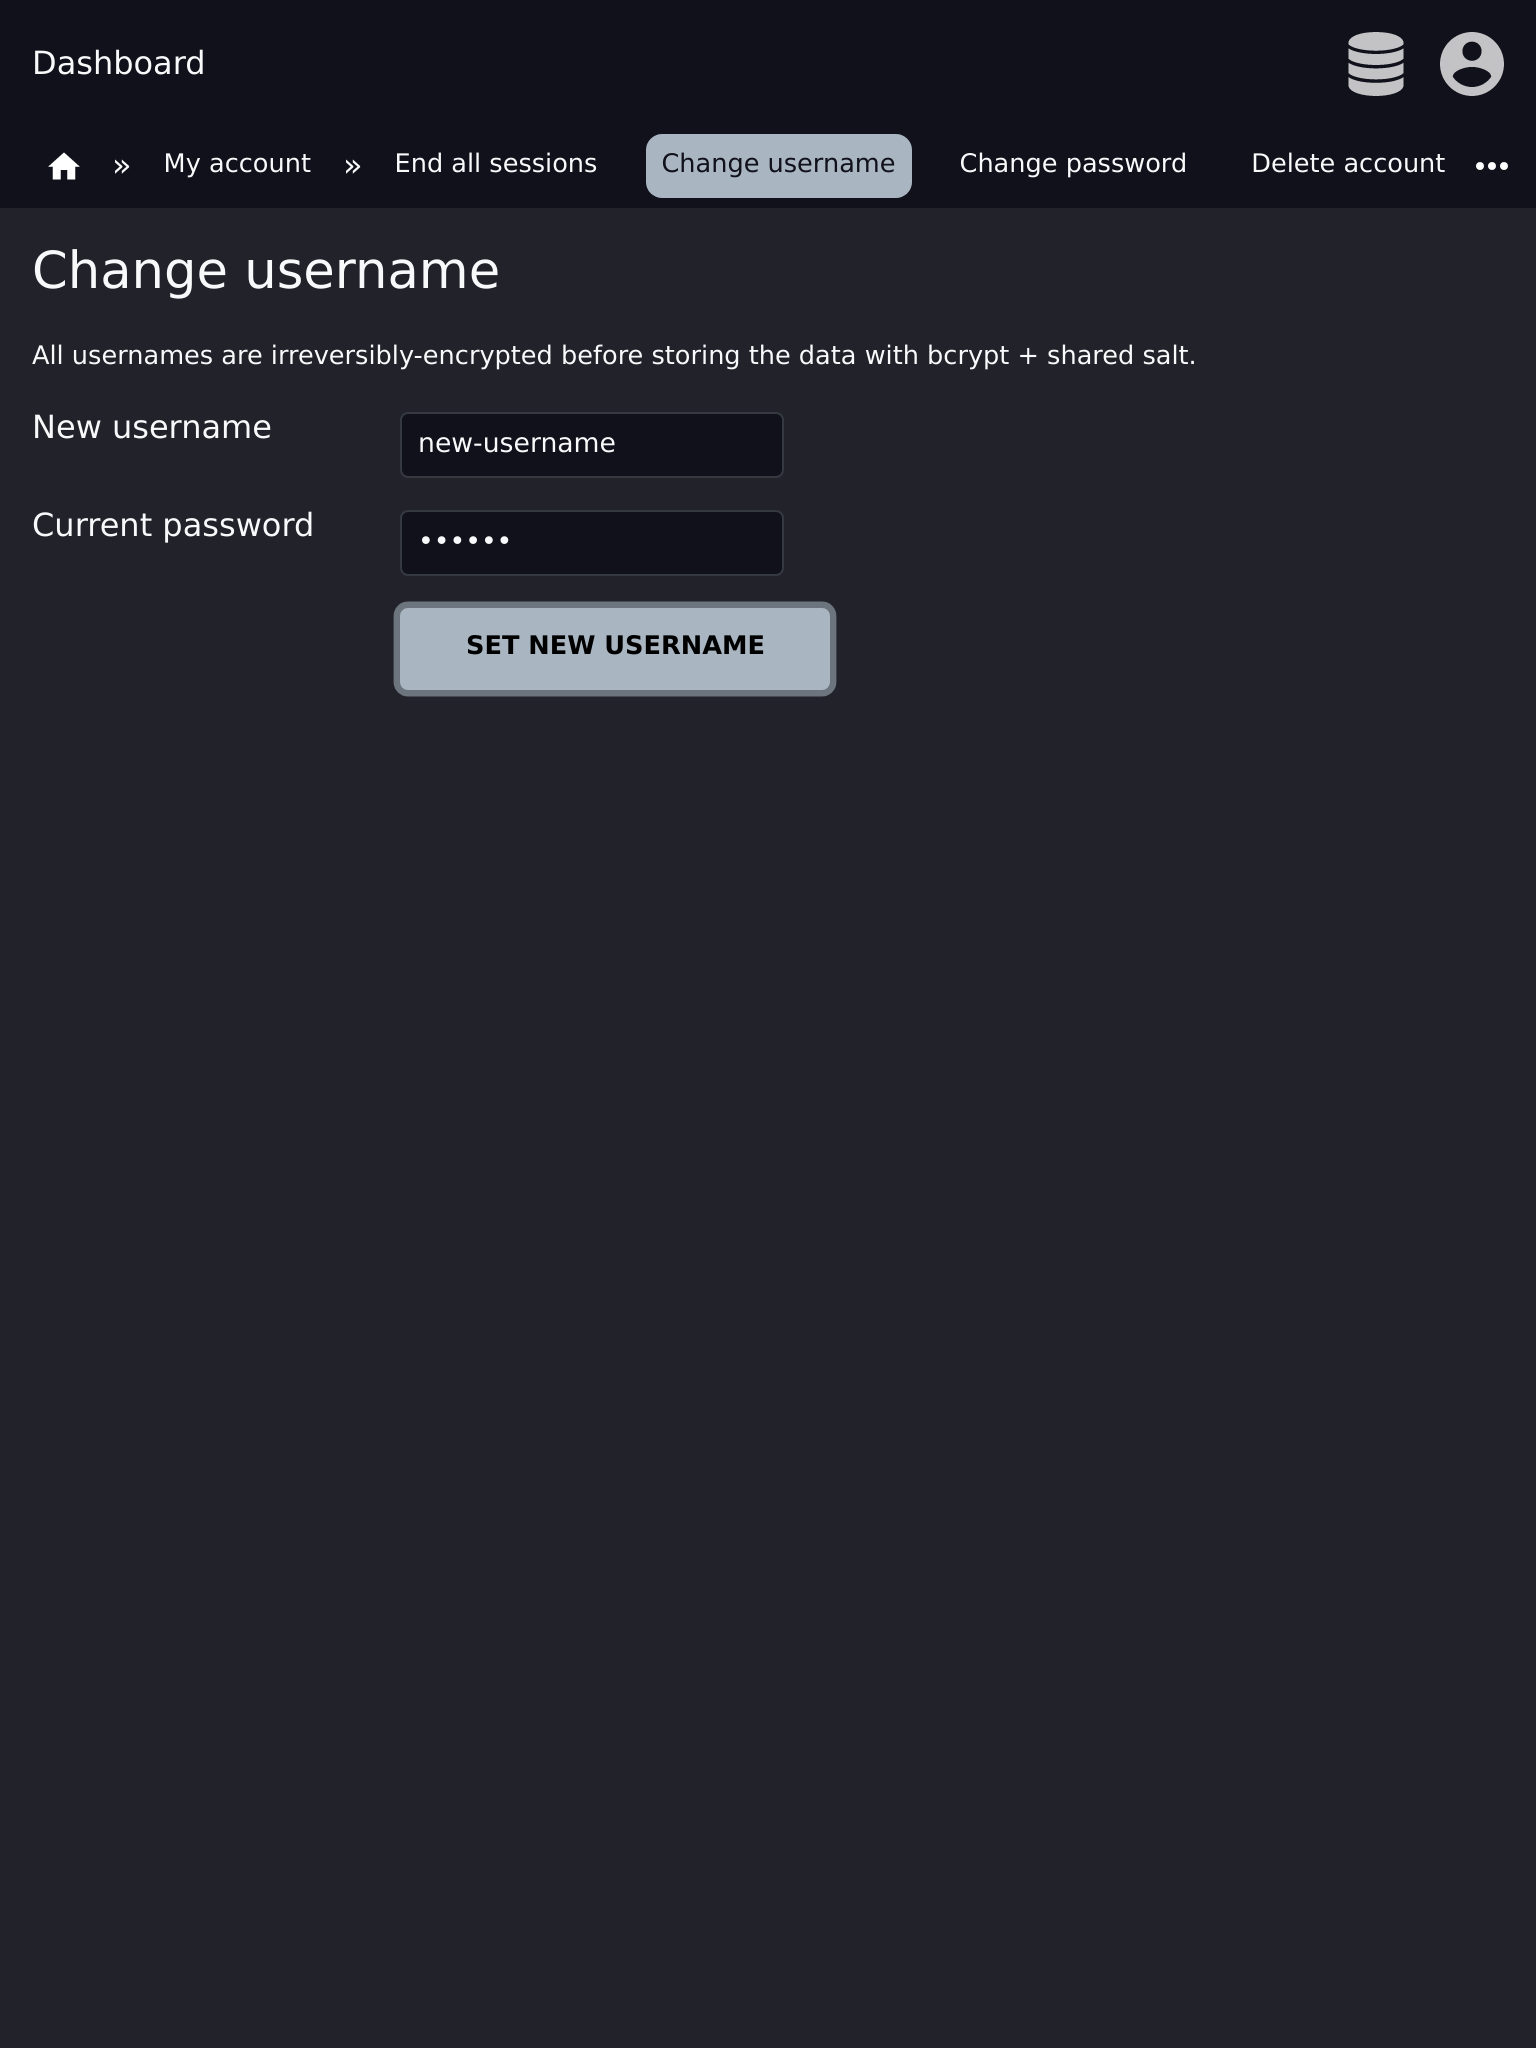 Dashboard
» My account » End all sessions Change username Change password Delete account •••
Change username
All usernames are irreversibly-encrypted before storing the data with bcrypt + shared salt.
New username new-username
Current password ••••••
SET NEW USERNAME